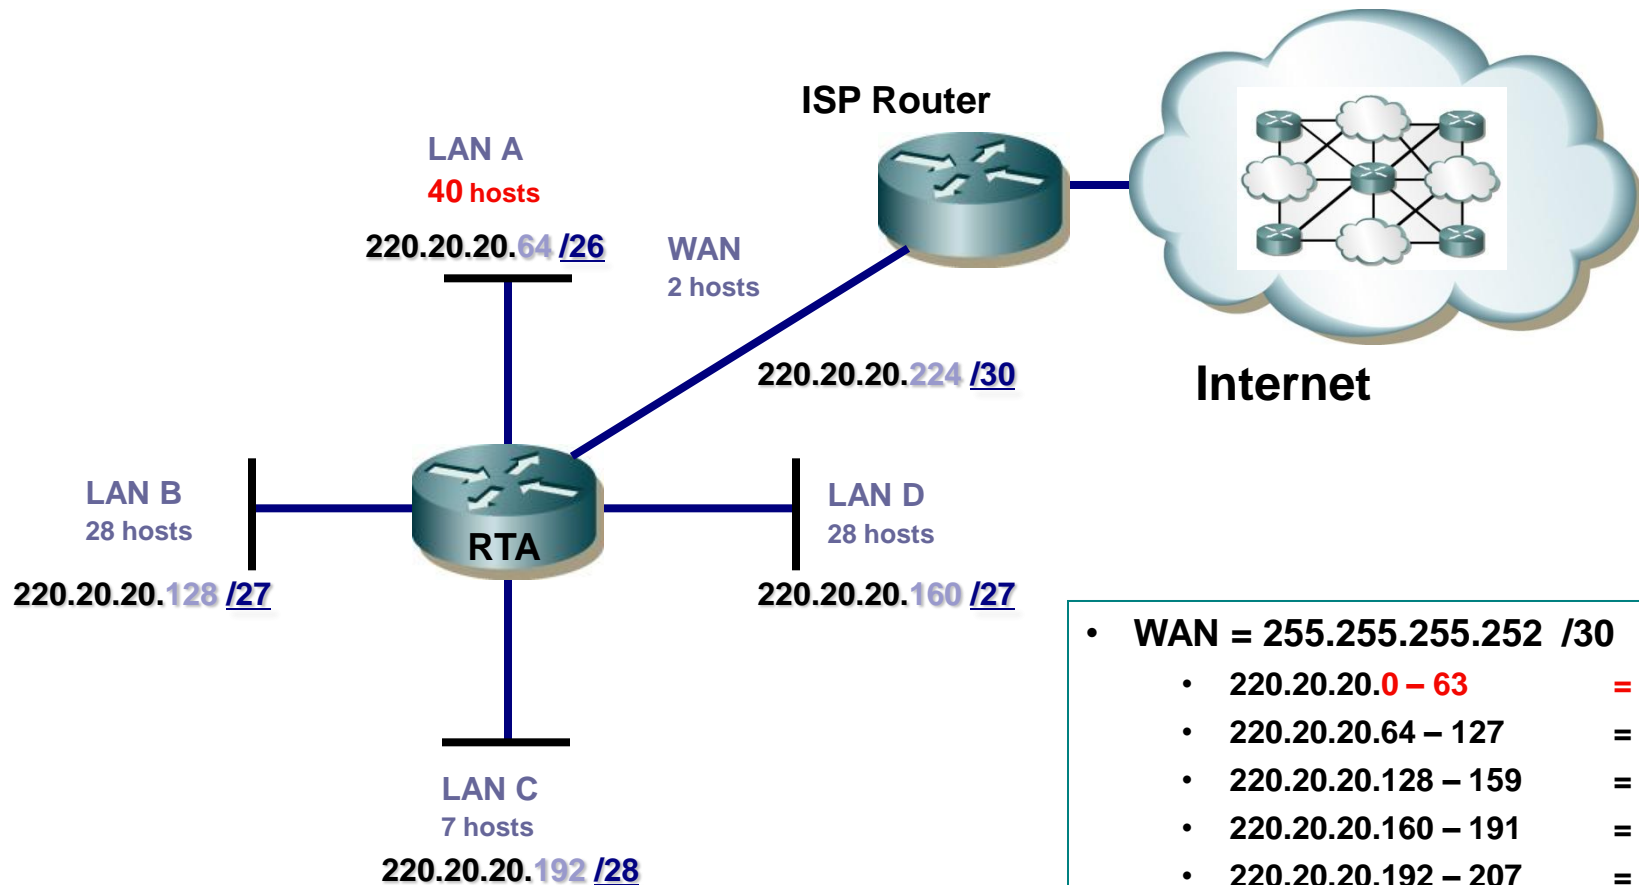 ISP Router
LAN A
40 hosts
220.20.20.64 /26
WAN
2 hosts
220.20.20.224 /30
Internet
LAN B
28 hosts
220.20.20.128 /27
RTA
LAN D
28 hosts
220.20.20.160 /27
LAN C
7 hosts
220.20.20.192 /28
• WAN = 255.255.255.252 /30
• 220.20.20.0 – 63 =
• 220.20.20.64 – 127 =
• 220.20.20.128 – 159 =
• 220.20.20.160 – 191 =
• 220.20.20.192 – 207 =